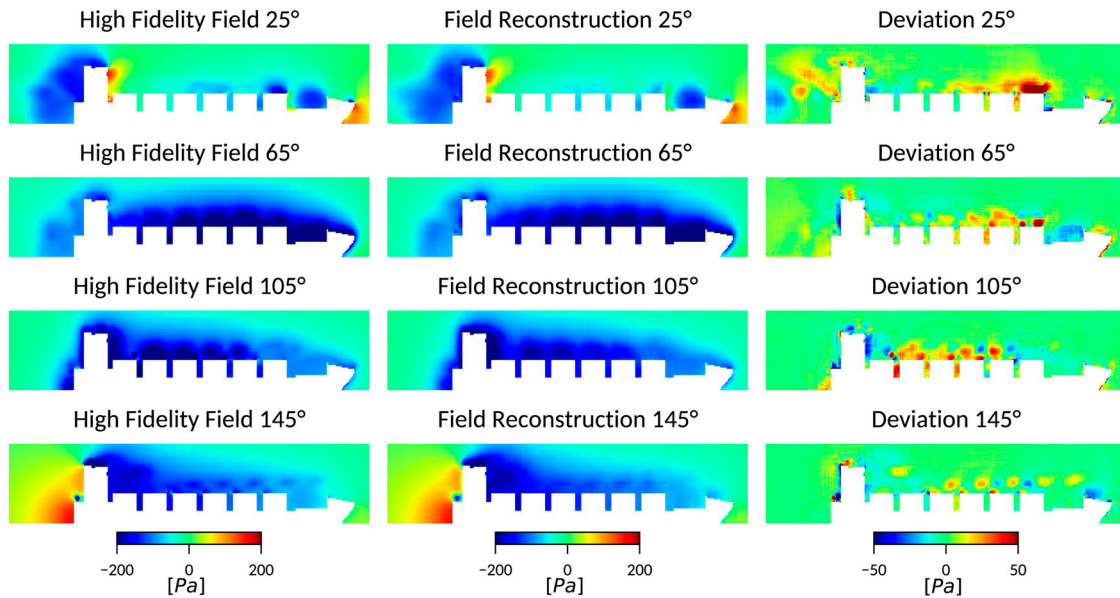 High Fidelity Field 25° Field Reconstruction 25° Deviation 25°
High Fidelity Field 65° Field Reconstruction 65° Deviation 65°
High Fidelity Field 105° Field Reconstruction 105° Deviation 105°
High Fidelity Field 145° Field Reconstruction 145° Deviation 145°
−200 0 200 −200 0 200 −50 0 50
[Pa] [Pa] [Pa]